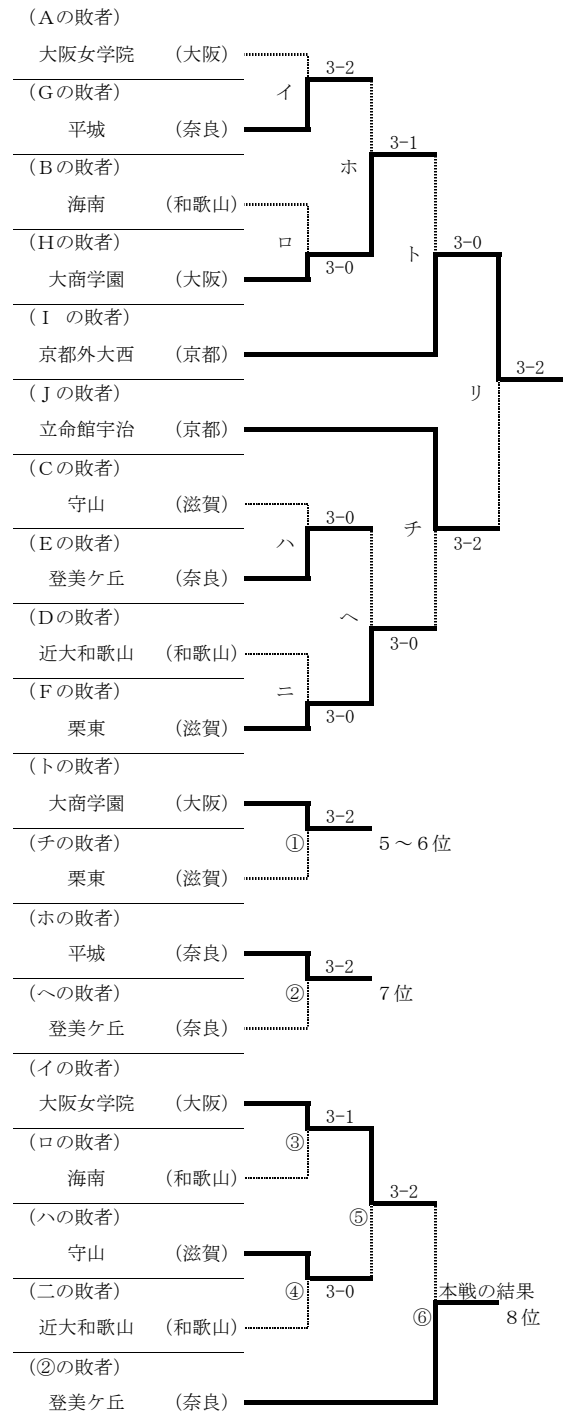 (Aの敗者)
大阪女学院 (大阪)
3-2
(Gの敗者) イ
平城 (奈良)
3-1
(Bの敗者) ホ
海南 (和歌山)
(Hの敗者) ロ ト 3-0
3-0
大商学園 (大阪)
(I の敗者)
京都外大西 (京都)
3-2
(Jの敗者) リ
立命館宇治 (京都)
(Cの敗者)
守山 (滋賀)
3-0
(Eの敗者) ハ チ 3-2
登美ケ丘 (奈良)
(Dの敗者) ヘ
近大和歌山 (和歌山) 3-0
(Fの敗者) ニ
3-0
栗東 (滋賀)
(トの敗者)
大商学園 (大阪)
3-2
(チの敗者) ① 5～6位
栗東 (滋賀)
(ホの敗者)
平城 (奈良)
3-2
(ヘの敗者) ② 7位
登美ケ丘 (奈良)
(イの敗者)
大阪女学院 (大阪)
3-1
(ロの敗者) ③
海南 (和歌山)
3-2
(ハの敗者) ⑤
守山 (滋賀)
(ニの敗者) ④ 3-0 本戦の結果
近大和歌山 (和歌山) ⑥ 8位
(②の敗者)
登美ケ丘 (奈良)